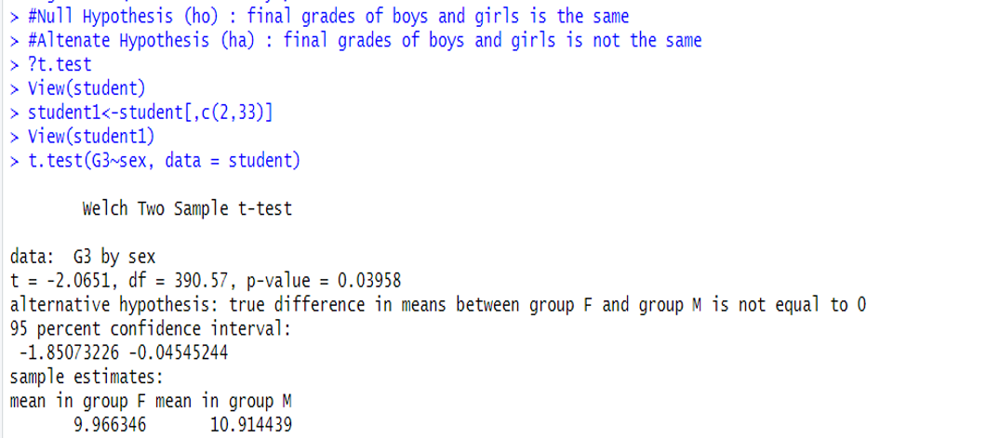 > #Null Hypothesis (ho) : final grades of boys and girls is the same
> #Altenate Hypothesis (ha) : final grades of boys and girls is not the same
> ?t.test
> View(student)
> student1<-student[,c(2,33)]
> View(student1)
> t.test(G3~sex, data = student)
Welch Two Sample t-test
data:  G3 by sex
t = -2.0651, df = 390.57, p-value = 0.03958
alternative hypothesis: true difference in means between group F and group M is not equal to 0
95 percent confidence interval:
-1.85073226 -0.04545244
sample estimates:
mean in group F mean in group M
9.966346 10.914439